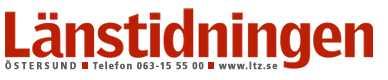 Länstidningen
ÖSTERSUND ■ Telefon 063-15 55 00 ■ www.ltz.se